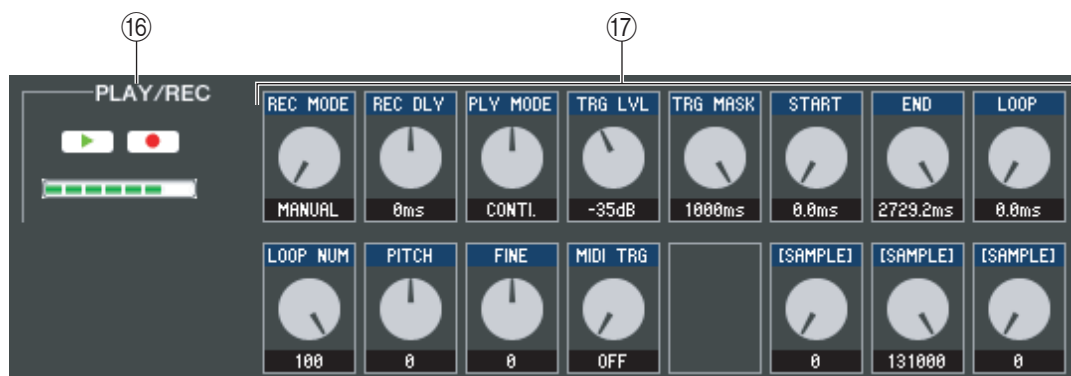 ⑯ ⑰
PLAY/REC
REC MODE REC DLY PLY MODE TRG LVL TRG MASK START END LOOP
MANUAL 0ms CONTI. -35dB 1000ms 0.0ms 2729.2ms 0.0ms
LOOP NUM PITCH FINE MIDI TRG [SAMPLE] [SAMPLE] [SAMPLE]
100 0 0 OFF 0 131000 0